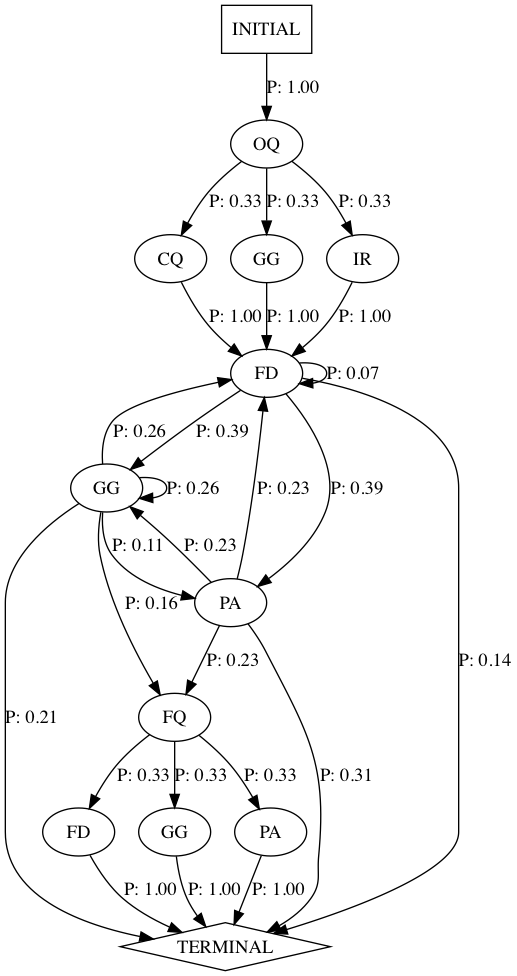 INITIAL
P: 1.00
OQ
P: 0.33 P: 0.33 P: 0.33
CQ GG IR
P: 1.00 P: 1.00 P: 1.00
FD
P: 0.07
P: 0.26 P: 0.39
GG P: 0.26 P: 0.23 P: 0.39
P: 0.11 P: 0.23
P: 0.16 PA
P: 0.23 P: 0.14
FQ
P: 0.21
P: 0.33 P: 0.33 P: 0.33 P: 0.31
FD GG PA
P: 1.00 P: 1.00 P: 1.00
TERMINAL